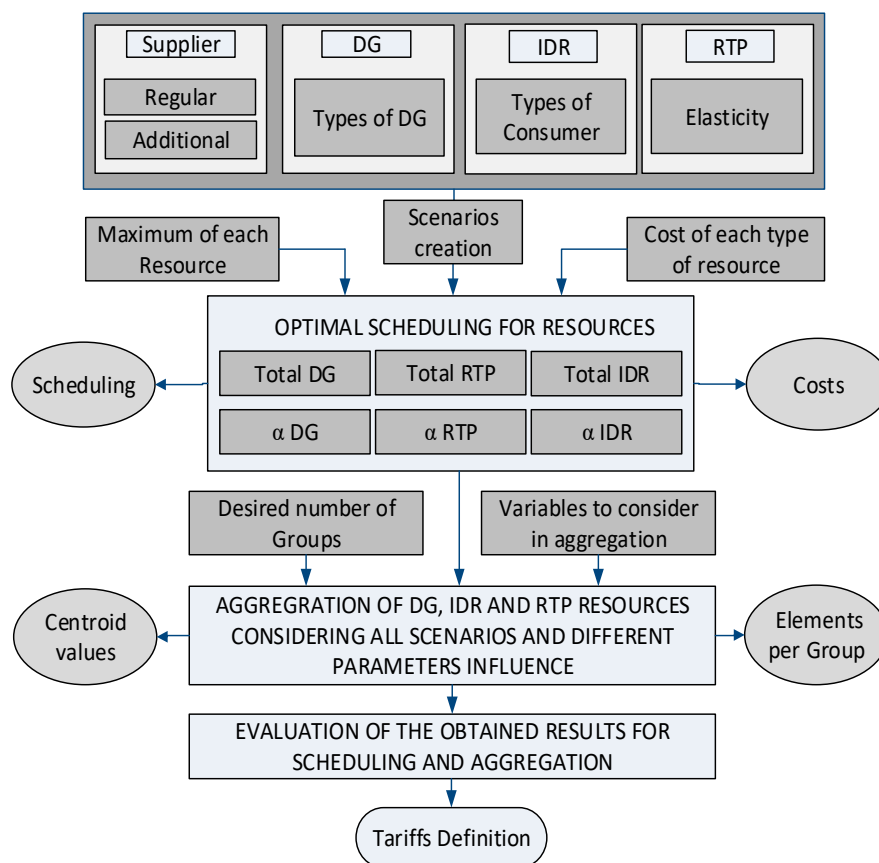 Supplier
DG
IDR
RTP
Regular
Additional
Types of DG
Types of
Consumer
Elasticity
Maximum of each
Resource
Scenarios
creation
Cost of each type
of resource
OPTIMAL SCHEDULING FOR RESOURCES
Total DG
Total RTP
Total IDR
α DG
α RTP
α IDR
Scheduling
Costs
Desired number of
Groups
Variables to consider
in aggregation
AGGREGRATION OF DG, IDR AND RTP RESOURCES
CONSIDERING ALL SCENARIOS AND DIFFERENT
PARAMETERS INFLUENCE
Centroid
values
Elements
per Group
EVALUATION OF THE OBTAINED RESULTS FOR
SCHEDULING AND AGGREGATION
Tariffs Definition